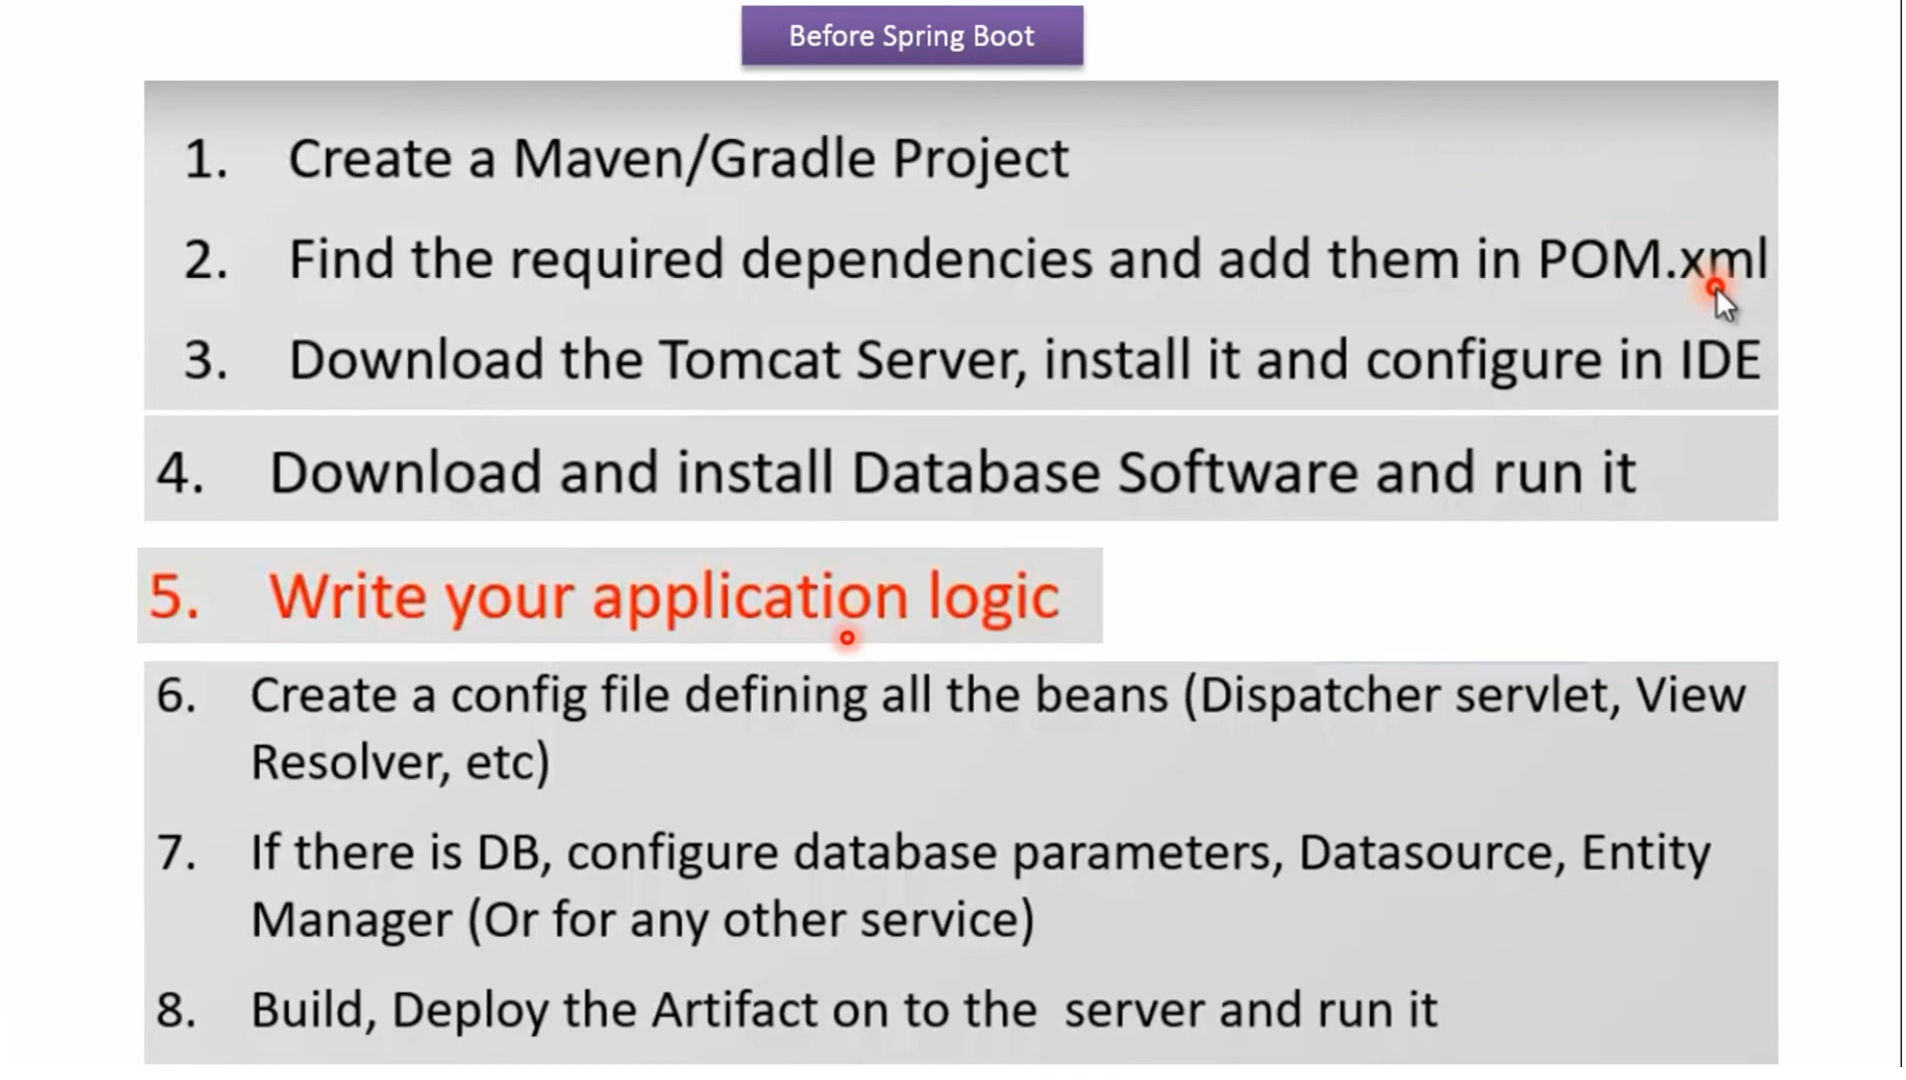 Before Spring Boot
1. Create a Maven/Gradle Project
2. Find the required dependencies and add them in POM.xml
3. Download the Tomcat Server, install it and configure in IDE
4. Download and install Database Software and run it
5. Write your application logic
6. Create a config file defining all the beans (Dispatcher servlet, View
Resolver, etc)
7. If there is DB, configure database parameters, Datasource, Entity
Manager (Or for any other service)
8. Build, Deploy the Artifact on to the server and run it